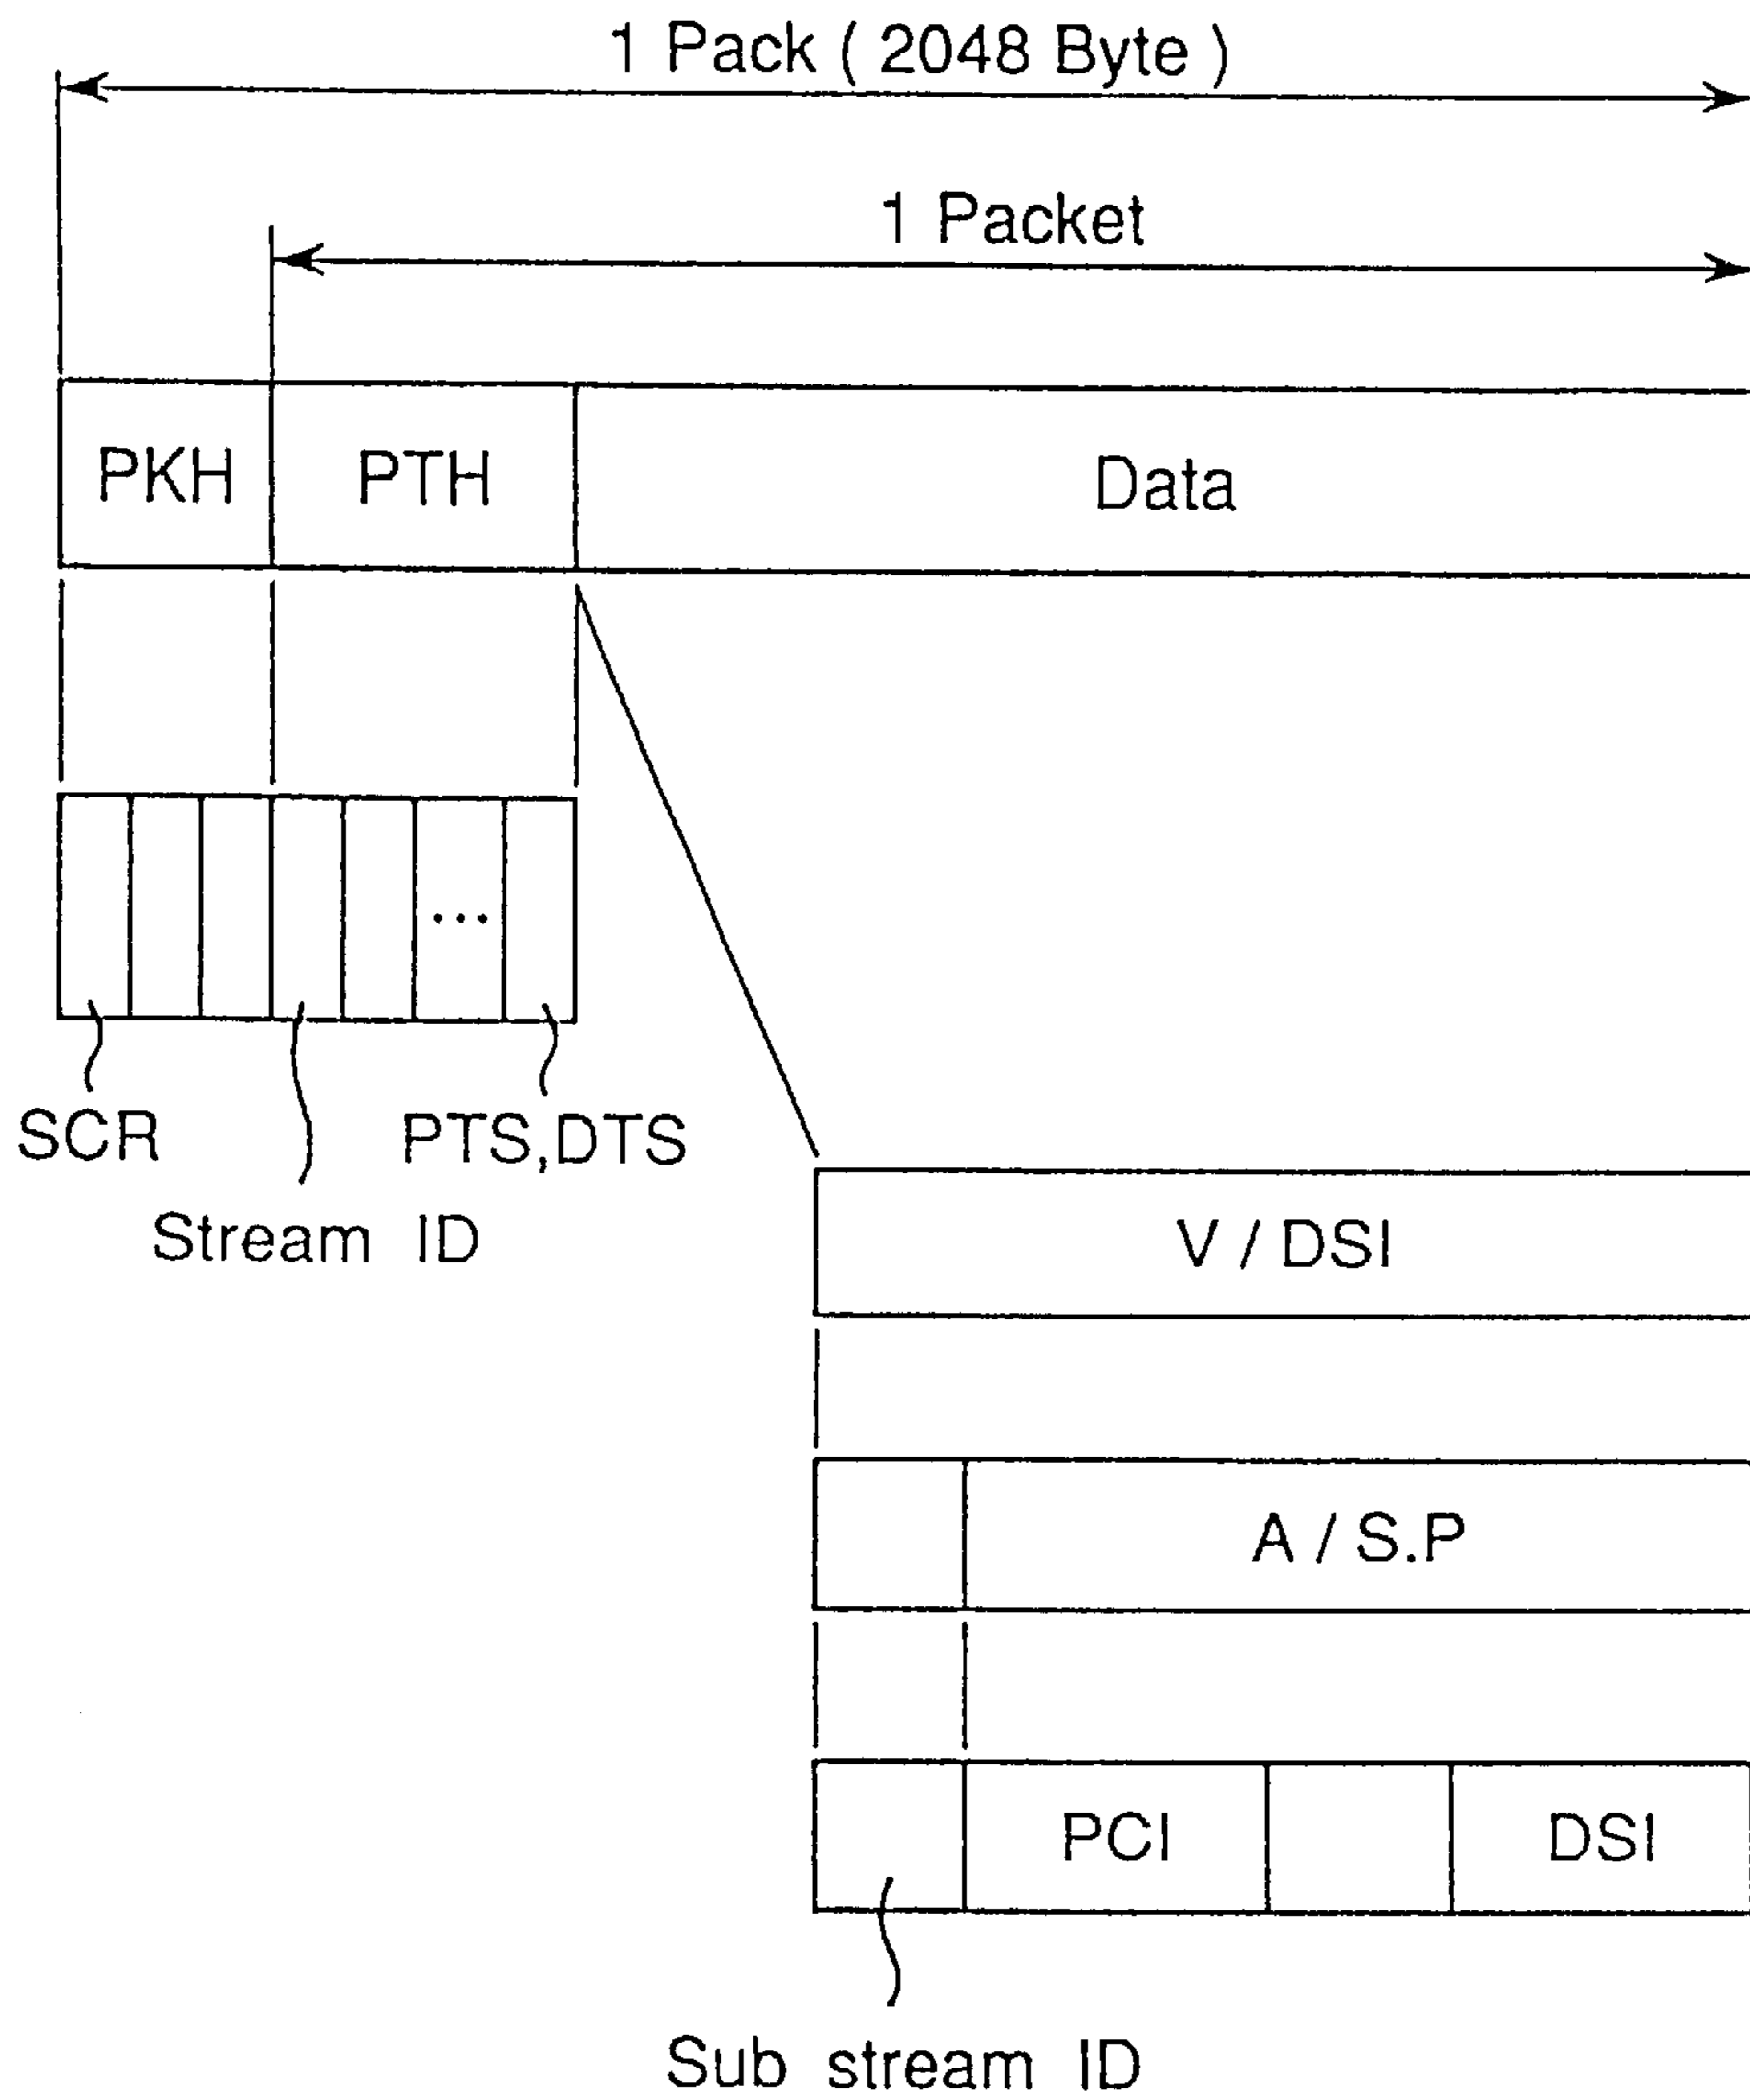 1 Pack ( 2048 Byte )
1 Packet
PKH
PTH
Data
...
SCR
PTS,DTS
Stream ID
V / DSI
A / S.P
PCI
DSI
Sub stream ID